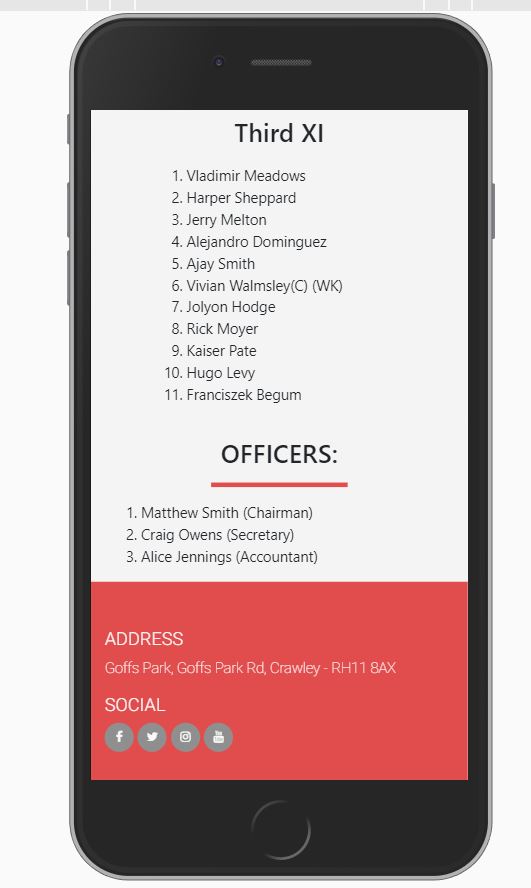 Third XI
1. Vladimir Meadows
2. Harper Sheppard
3. Jerry Melton
4. Alejandro Dominguez
5. Ajay Smith
6. Vivian Walmsley(C) (WK)
7. Jolyon Hodge
8. Rick Moyer
9. Kaiser Pate
10. Hugo Levy
11. Franciszek Begum
OFFICERS:
1. Matthew Smith (Chairman)
2. Craig Owens (Secretary)
3. Alice Jennings (Accountant)
ADDRESS
Goffs Park, Goffs Park Rd, Crawley - RH11 8AX
SOCIAL